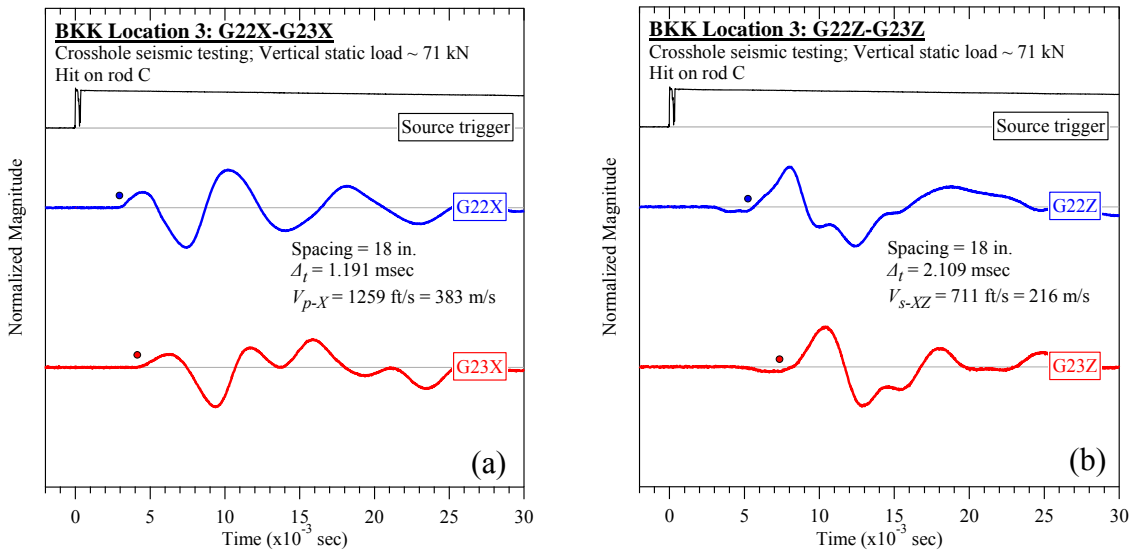 BKK Location 3: G22X-G23X
Crosshole seismic testing; Vertical static load ~ 71 kN
Hit on rod C
Source trigger
G22X
Spacing = 18 in.
Δt = 1.191 msec
Vp-X = 1259 ft/s = 383 m/s
G23X
(a)
Normalized Magnitude
0 5 10 15 20 25 30
Time (x10-3 sec)
BKK Location 3: G22Z-G23Z
Crosshole seismic testing; Vertical static load ~ 71 kN
Hit on rod C
Source trigger
G22Z
Spacing = 18 in.
Δt = 2.109 msec
Vs-XZ = 711 ft/s = 216 m/s
G23Z
(b)
Normalized Magnitude
0 5 10 15 20 25 30
Time (x10-3 sec)